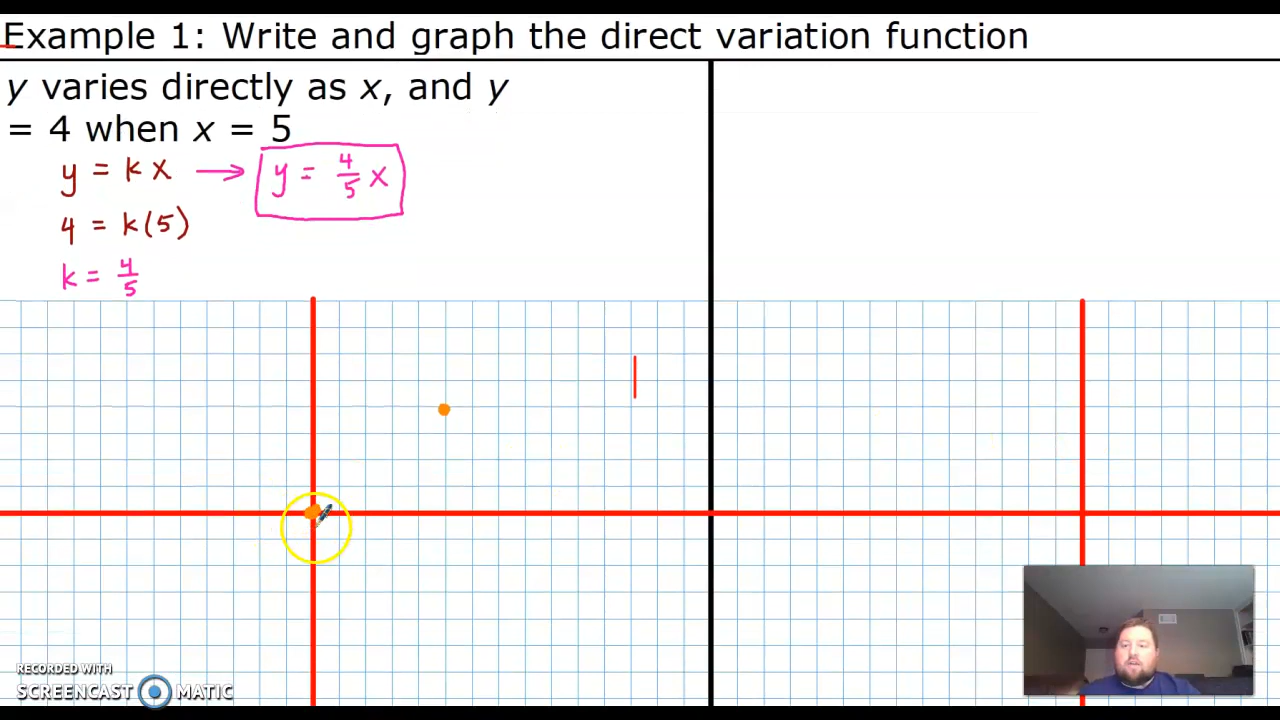 Example 1: Write and graph the direct variation function
y varies directly as x, and y
= 4 when x = 5
y = kx → y = 4/5 x
4 = k(5)
k = 4/5
RECORDED WITH
SCREENCAST MATIC